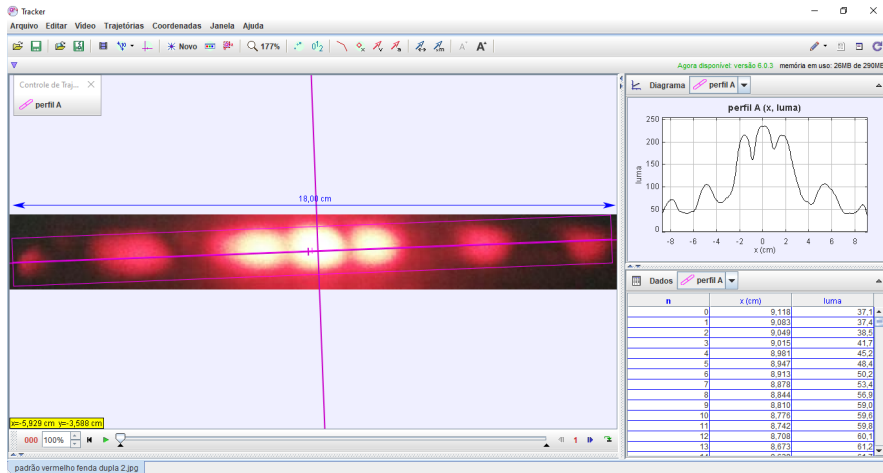 Tracker
Arquivo Editar Vídeo Trajetórias Coordenadas Janela Ajuda
Novo 177%
Agora disponível: versão 6.0.3 memória em uso: 26MB de 290MB
Controle de Traj...
perfil A
18,00 cm
x=-5,929 cm y=-3,588 cm
000 100% 1
padrão vermelho fenda dupla 2.jpg
Diagrama perfil A
perfil A (x, luma)
250
200
150
100
50
0
luma
-8 -6 -4 -2 0 2 4 6 8
x (cm)
Dados perfil A
n x (cm) luma
0 9,118 37,1
1 9,083 37,4
2 9,049 38,5
3 9,015 41,7
4 8,981 45,2
5 8,947 48,4
6 8,913 50,2
7 8,878 53,4
8 8,844 56,9
9 8,810 59,0
10 8,776 59,6
11 8,742 59,8
12 8,708 60,1
13 8,673 61,2